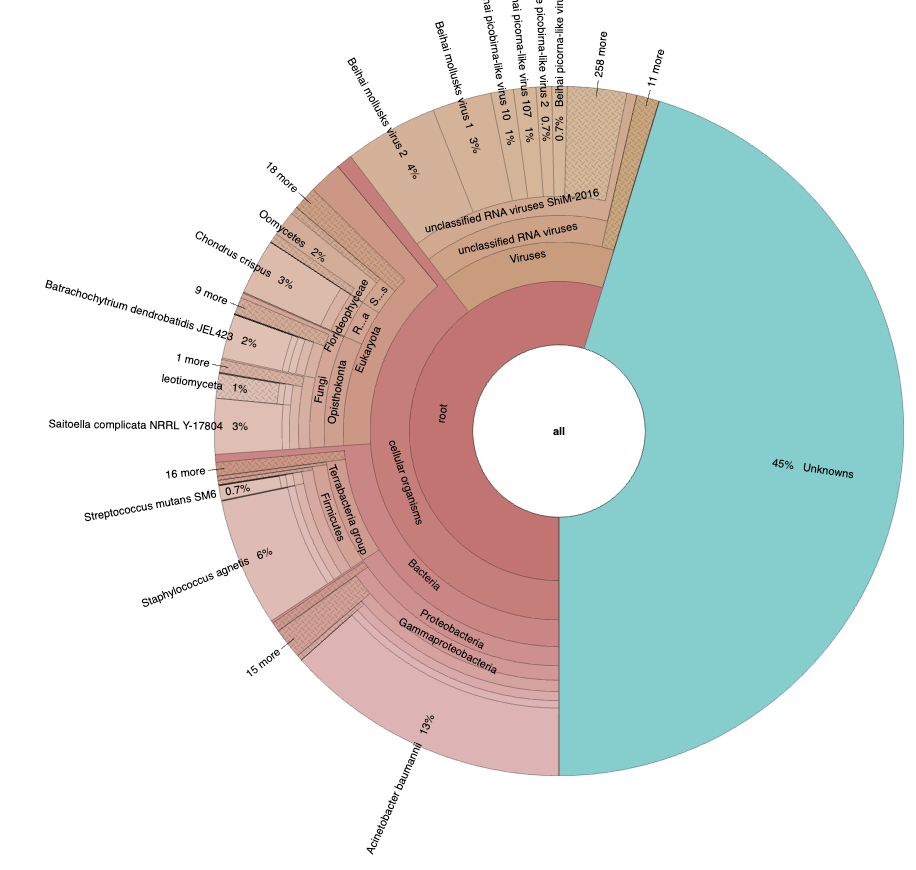 all
45% Unknowns
root
cellular organisms
Viruses
unclassified RNA viruses
unclassified RNA viruses ShiM-2016
11 more
258 more
0.7% Beihai picorna-like
picobirna-like virus 2 0.7%
picorna-like virus 107 1%
picobirna-like virus 10 1%
Beihai mollusks virus 1 3%
Beihai mollusks virus 2 4%
Eukaryota
18 more
S...s
Oomycetes 2%
R...a
Florideophyceae
Chondrus crispus 3%
9 more
Opisthokonta
Fungi
Batrachochytrium dendrobatidis JEL423 2%
1 more
leotiomyceta 1%
Saitoella complicata NRRL Y-17804 3%
Bacteria
16 more
Terrabacteria group
Firmicutes
Streptococcus mutans SM6 0.7%
Staphylococcus agnetis 6%
Proteobacteria
Gammaproteobacteria
15 more
Acinetobacter baumannii 13%